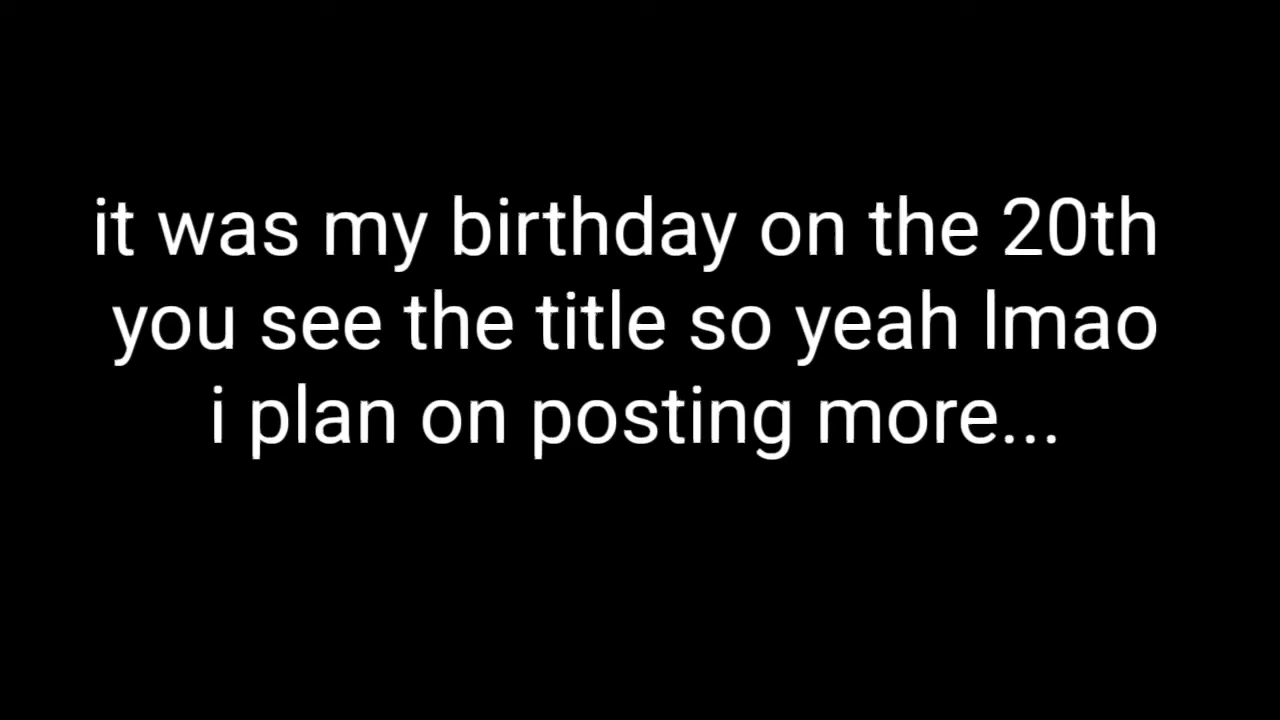 it was my birthday on the 20th
you see the title so yeah lmao
i plan on posting more...